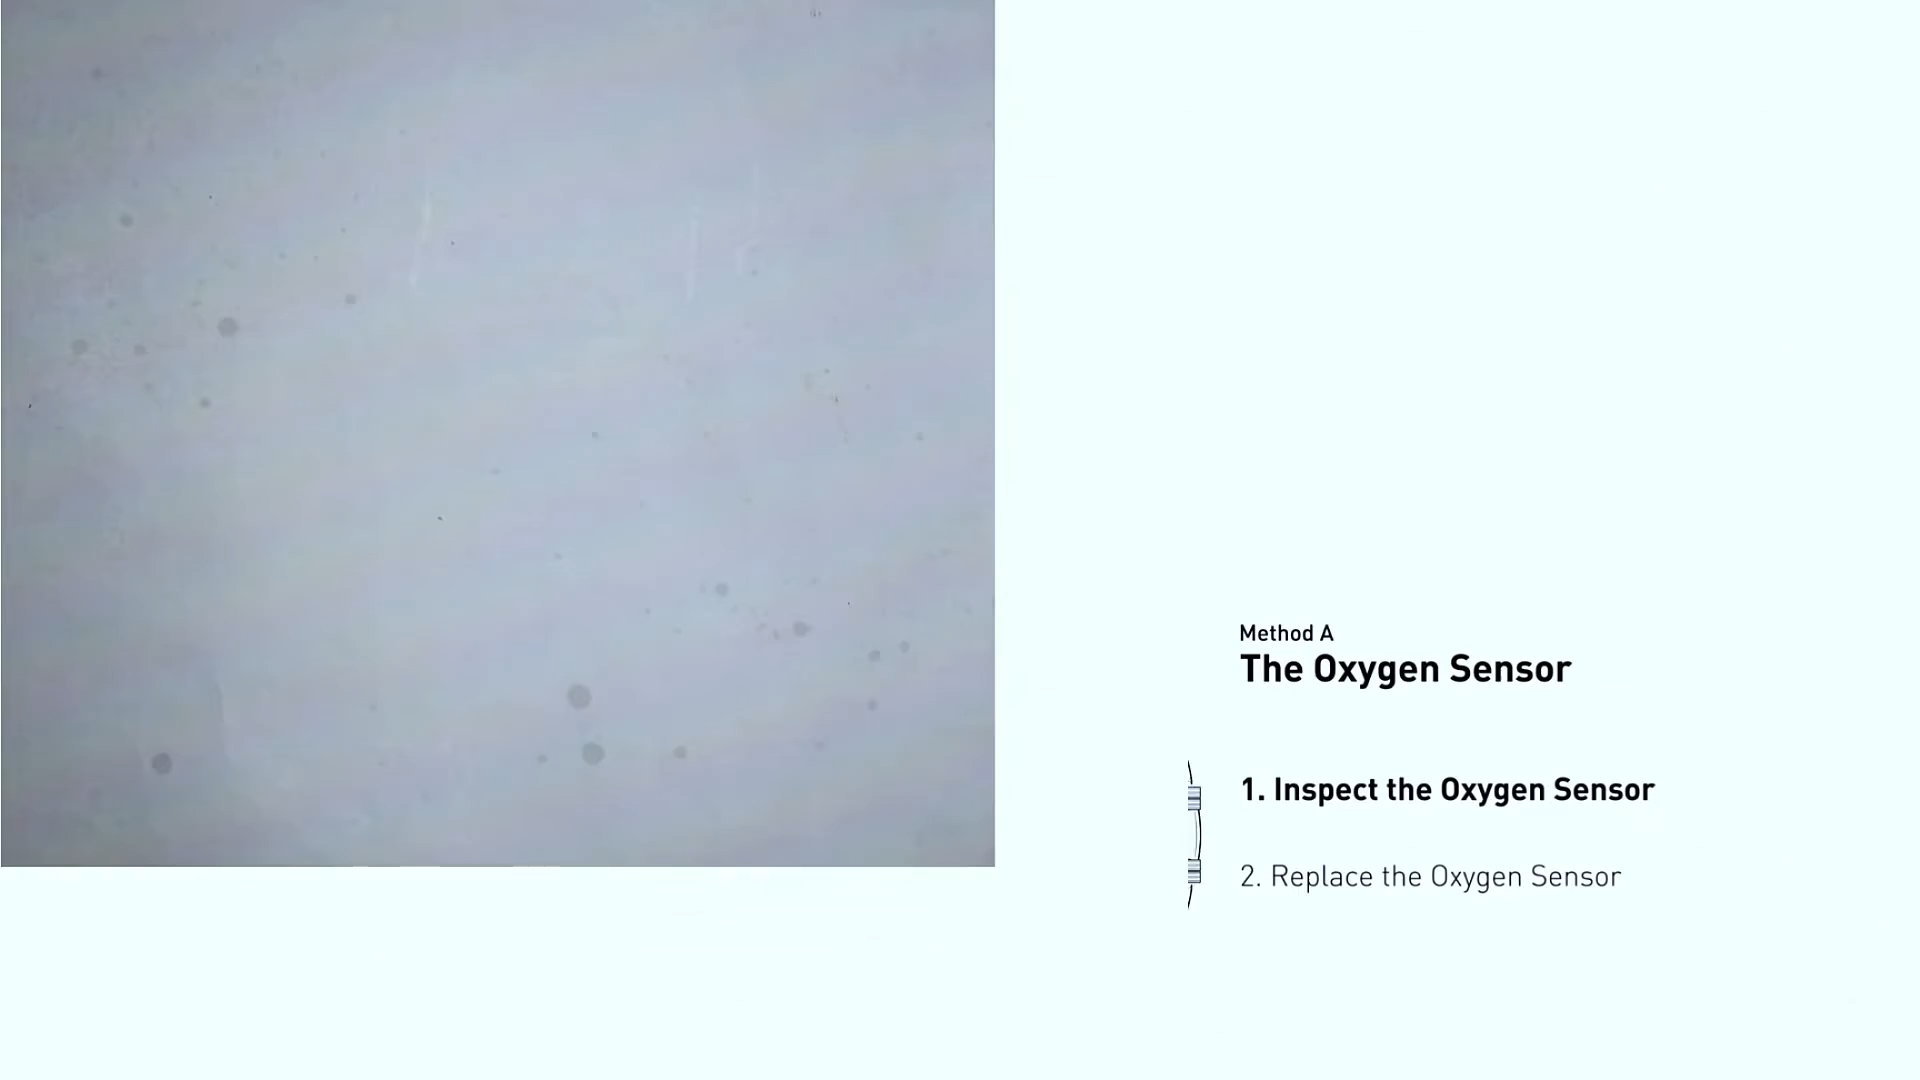 Method A
The Oxygen Sensor
1. Inspect the Oxygen Sensor
2. Replace the Oxygen Sensor